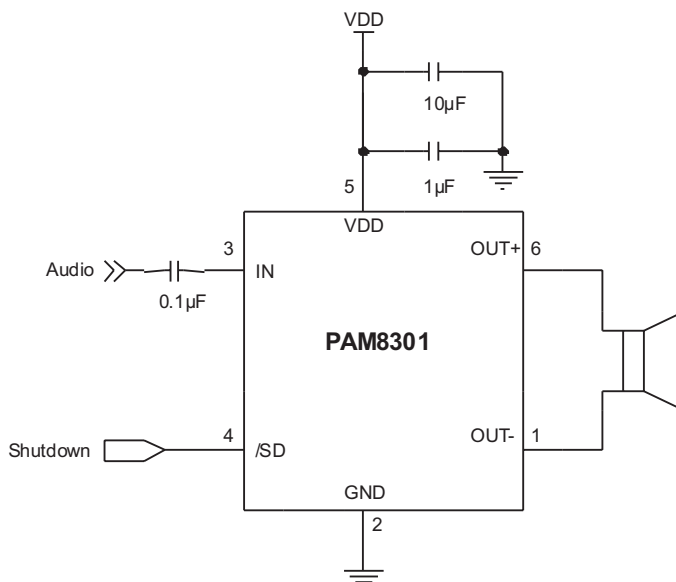 VDD
10µF
1µF
5
VDD
3
OUT+ 6
Audio
IN
0.1µF
PAM8301
Shutdown
4
/SD
OUT- 1
GND
2